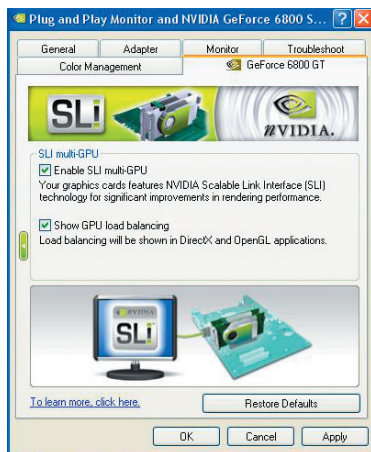 Plug and Play Monitor and NVIDIA GeForce 6800 S...
General Adapter Monitor Troubleshoot
Color Management GeForce 6800 GT
SLI
NVIDIA.
SLI multi-GPU
Enable SLI multi-GPU
Your graphics cards features NVIDIA Scalable Link Interface (SLI)
technology for significant improvements in rendering performance.
Show GPU load balancing
Load balancing will be shown in DirectX and OpenGL applications.
NVIDIA
SLI
To learn more, click here.
Restore Defaults
OK Cancel Apply